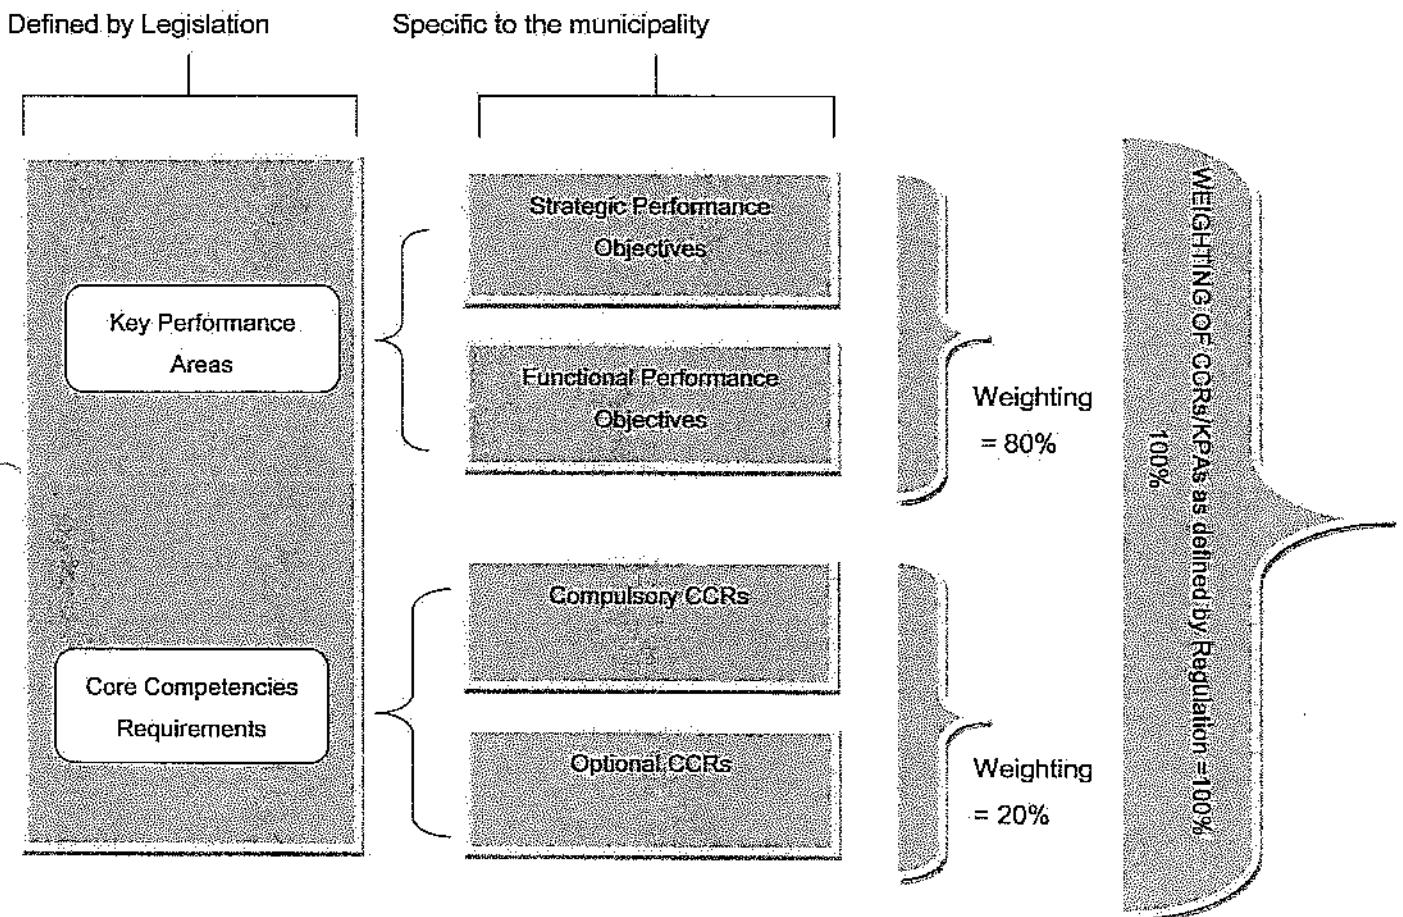 Defined by Legislation
Specific to the municipality
Key Performance
Areas
Strategic Performance
Objectives
Functional Performance
Objectives
Weighting
= 80%
Core Competencies
Requirements
Compulsory CCRs
Optional CCRs
Weighting
= 20%
WEIGHTING OF CCRs/KPAs as defined by Regulation =100%
100%